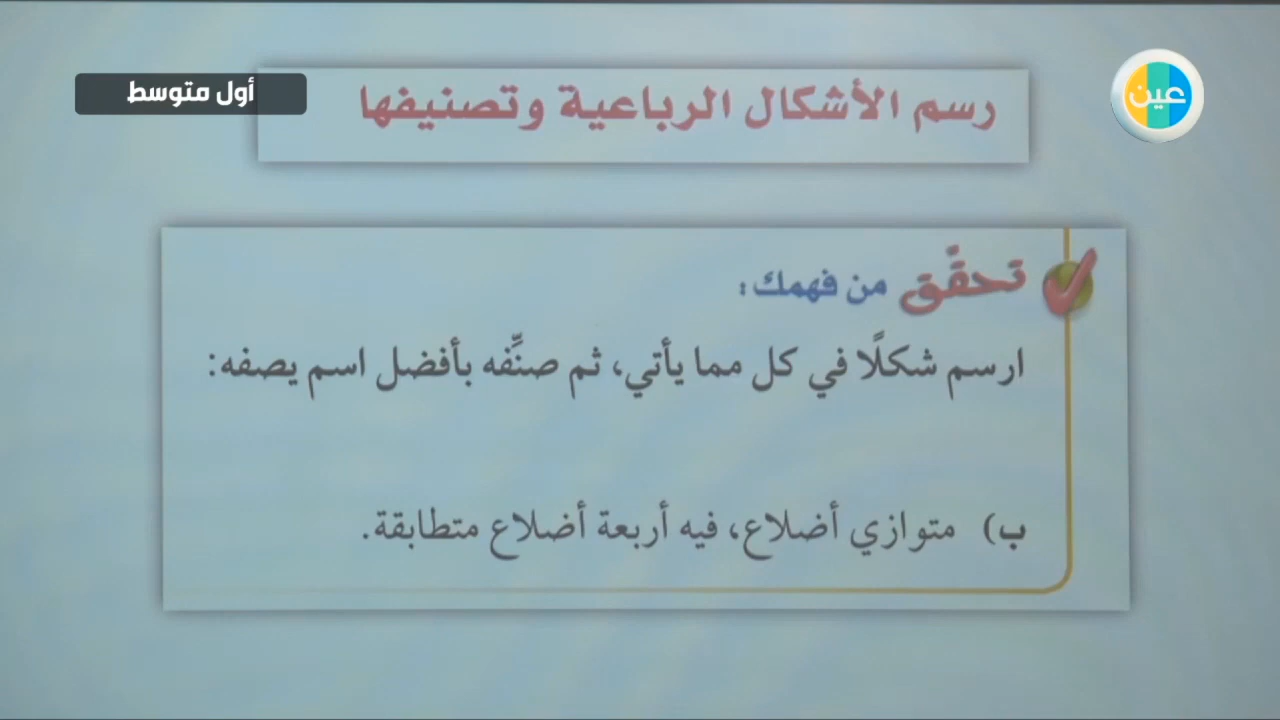 أول متوسط
عين
رسم الأشكال الرباعية وتصنيفها
تحقَّق من فهمك:
ارسم شكلًا في كل مما يأتي، ثم صنِّفه بأفضل اسم يصفه:
ب) متوازي أضلاع، فيه أربعة أضلاع متطابقة.